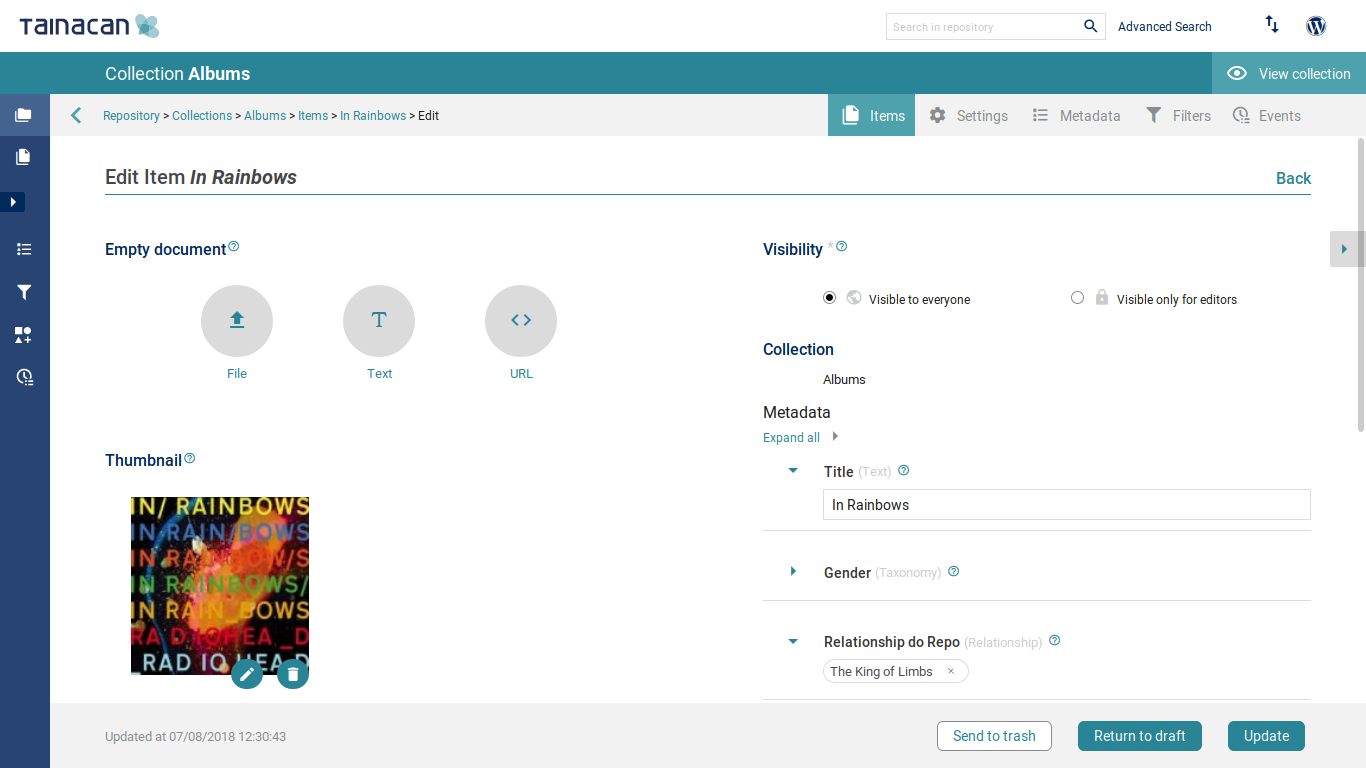 TAINACAN
Search in repository
Advanced Search
Collection Albums
View collection
Repository > Collections > Albums > Items > In Rainbows > Edit
Items
Settings
Metadata
Filters
Events
Edit Item In Rainbows
Back
Empty document
Visibility *
File
Text
URL
Visible to everyone
Visible only for editors
Collection
Albums
Metadata
Expand all
Thumbnail
Title (Text)
In Rainbows
Gender (Taxonomy)
Relationship do Repo (Relationship)
The King of Limbs ×
IN/ RAINBOWS
IN RAIN/BOWS
IN RAINBOW/S
IN RAINBOWS/
IN RAIN_BOWS
RA D IOHEA_D
_ RAD IO HEA D
Updated at 07/08/2018 12:30:43
Send to trash
Return to draft
Update